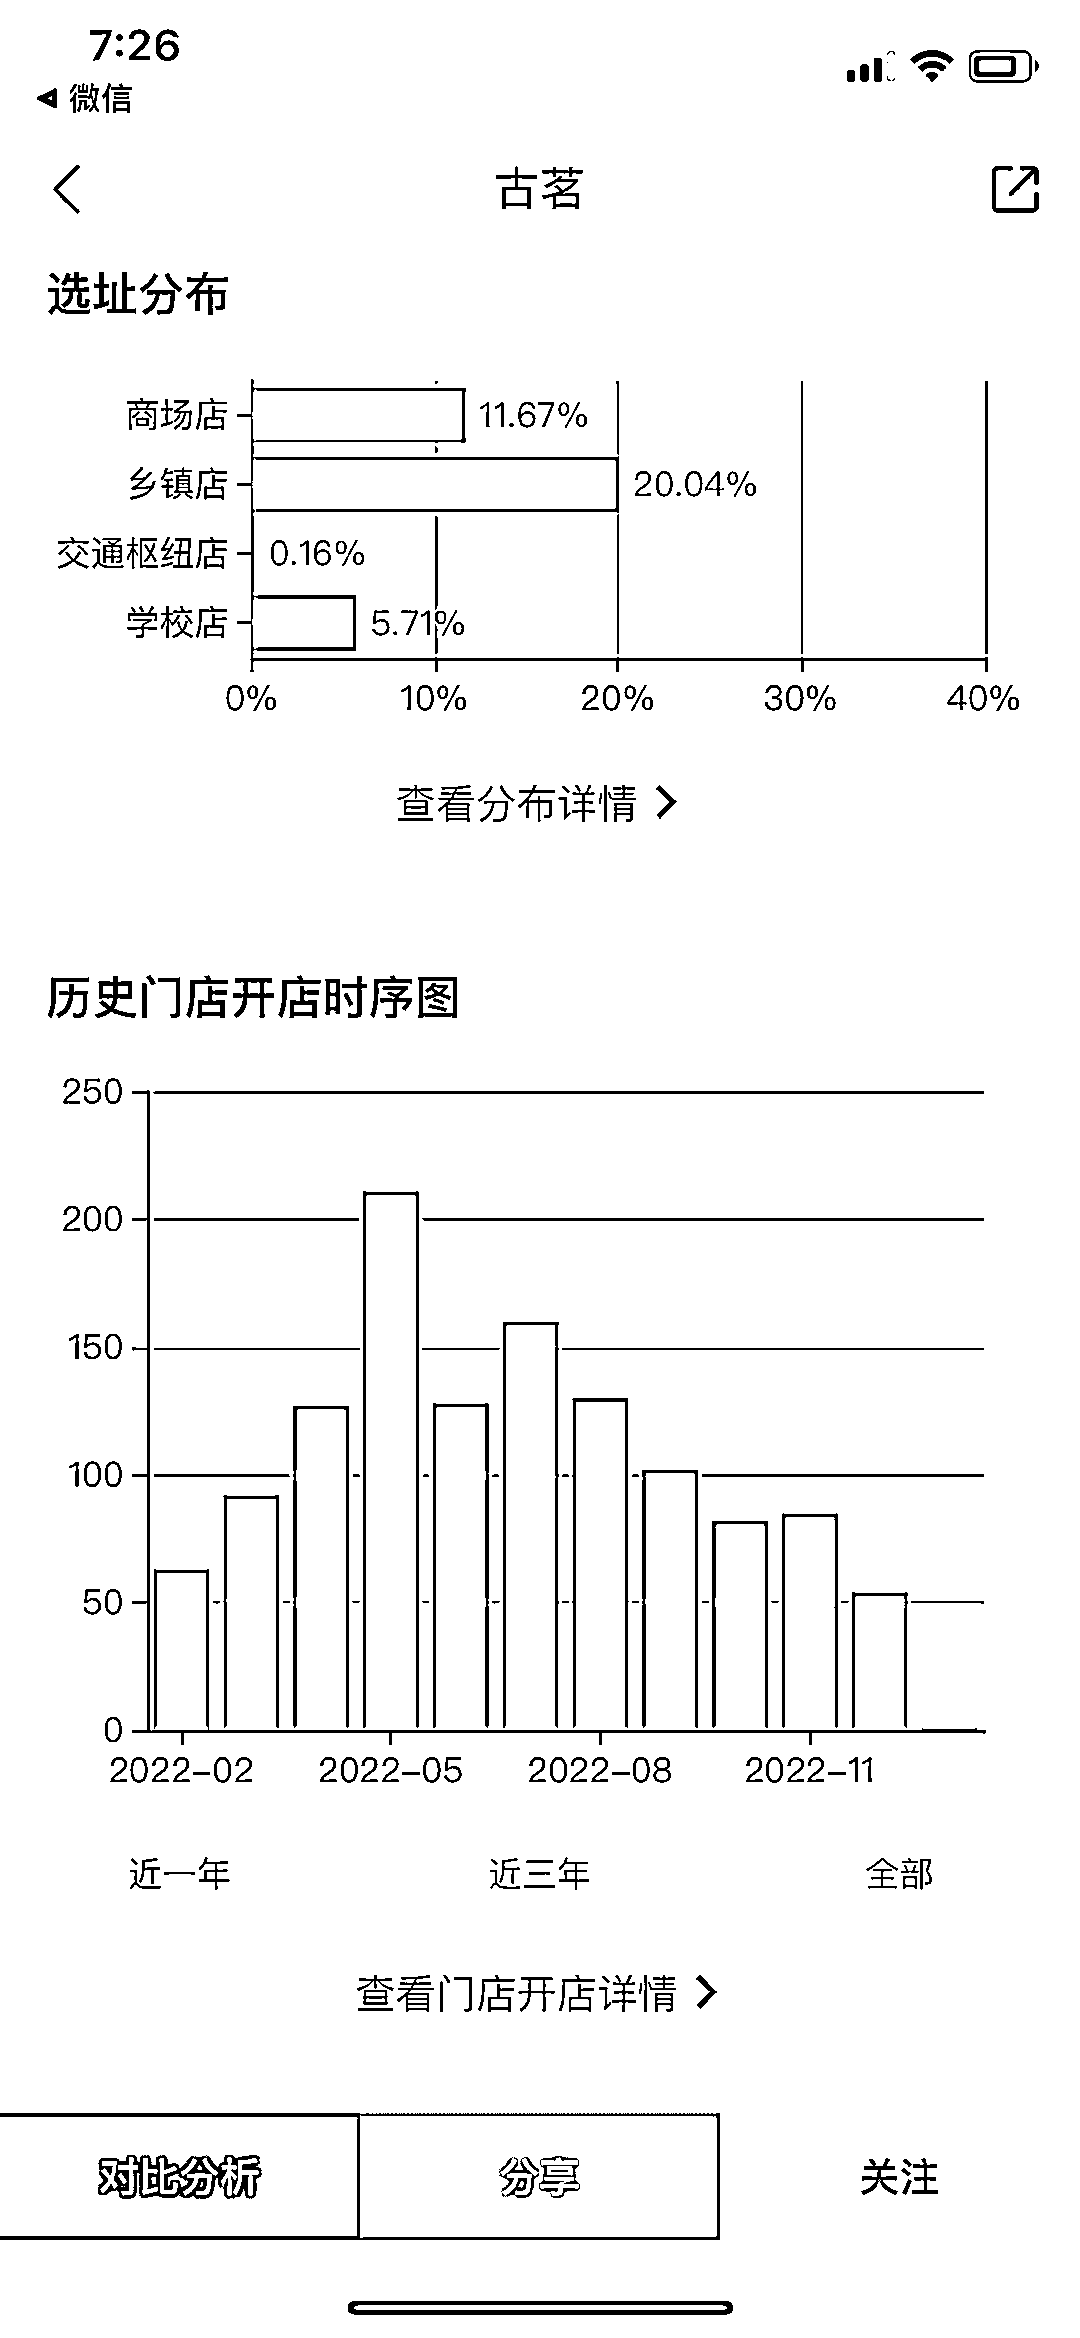 7:26
微信
古茗
选址分布
商场店 11.67%
乡镇店 20.04%
交通枢纽店 0.16%
学校店 5.71%
0% 10% 20% 30% 40%
查看分布详情
历史门店开店时序图
250
200
150
100
50
0
2022-02 2022-05 2022-08 2022-11
近一年 近三年 全部
查看门店开店详情
对比分析 分享 关注